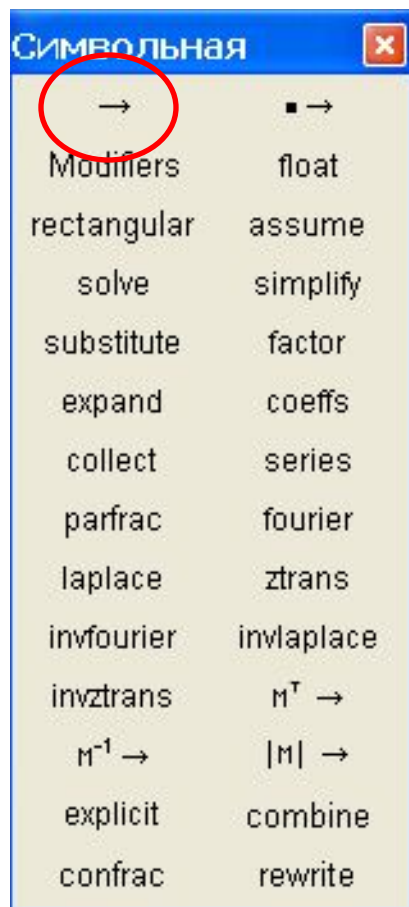 Символьная
→ ▪ →
Modifiers float
rectangular assume
solve simplify
substitute factor
expand coeffs
collect series
parfrac fourier
laplace ztrans
invfourier invlaplace
invztrans Mᵀ →
M⁻¹ → |M| →
explicit combine
confrac rewrite